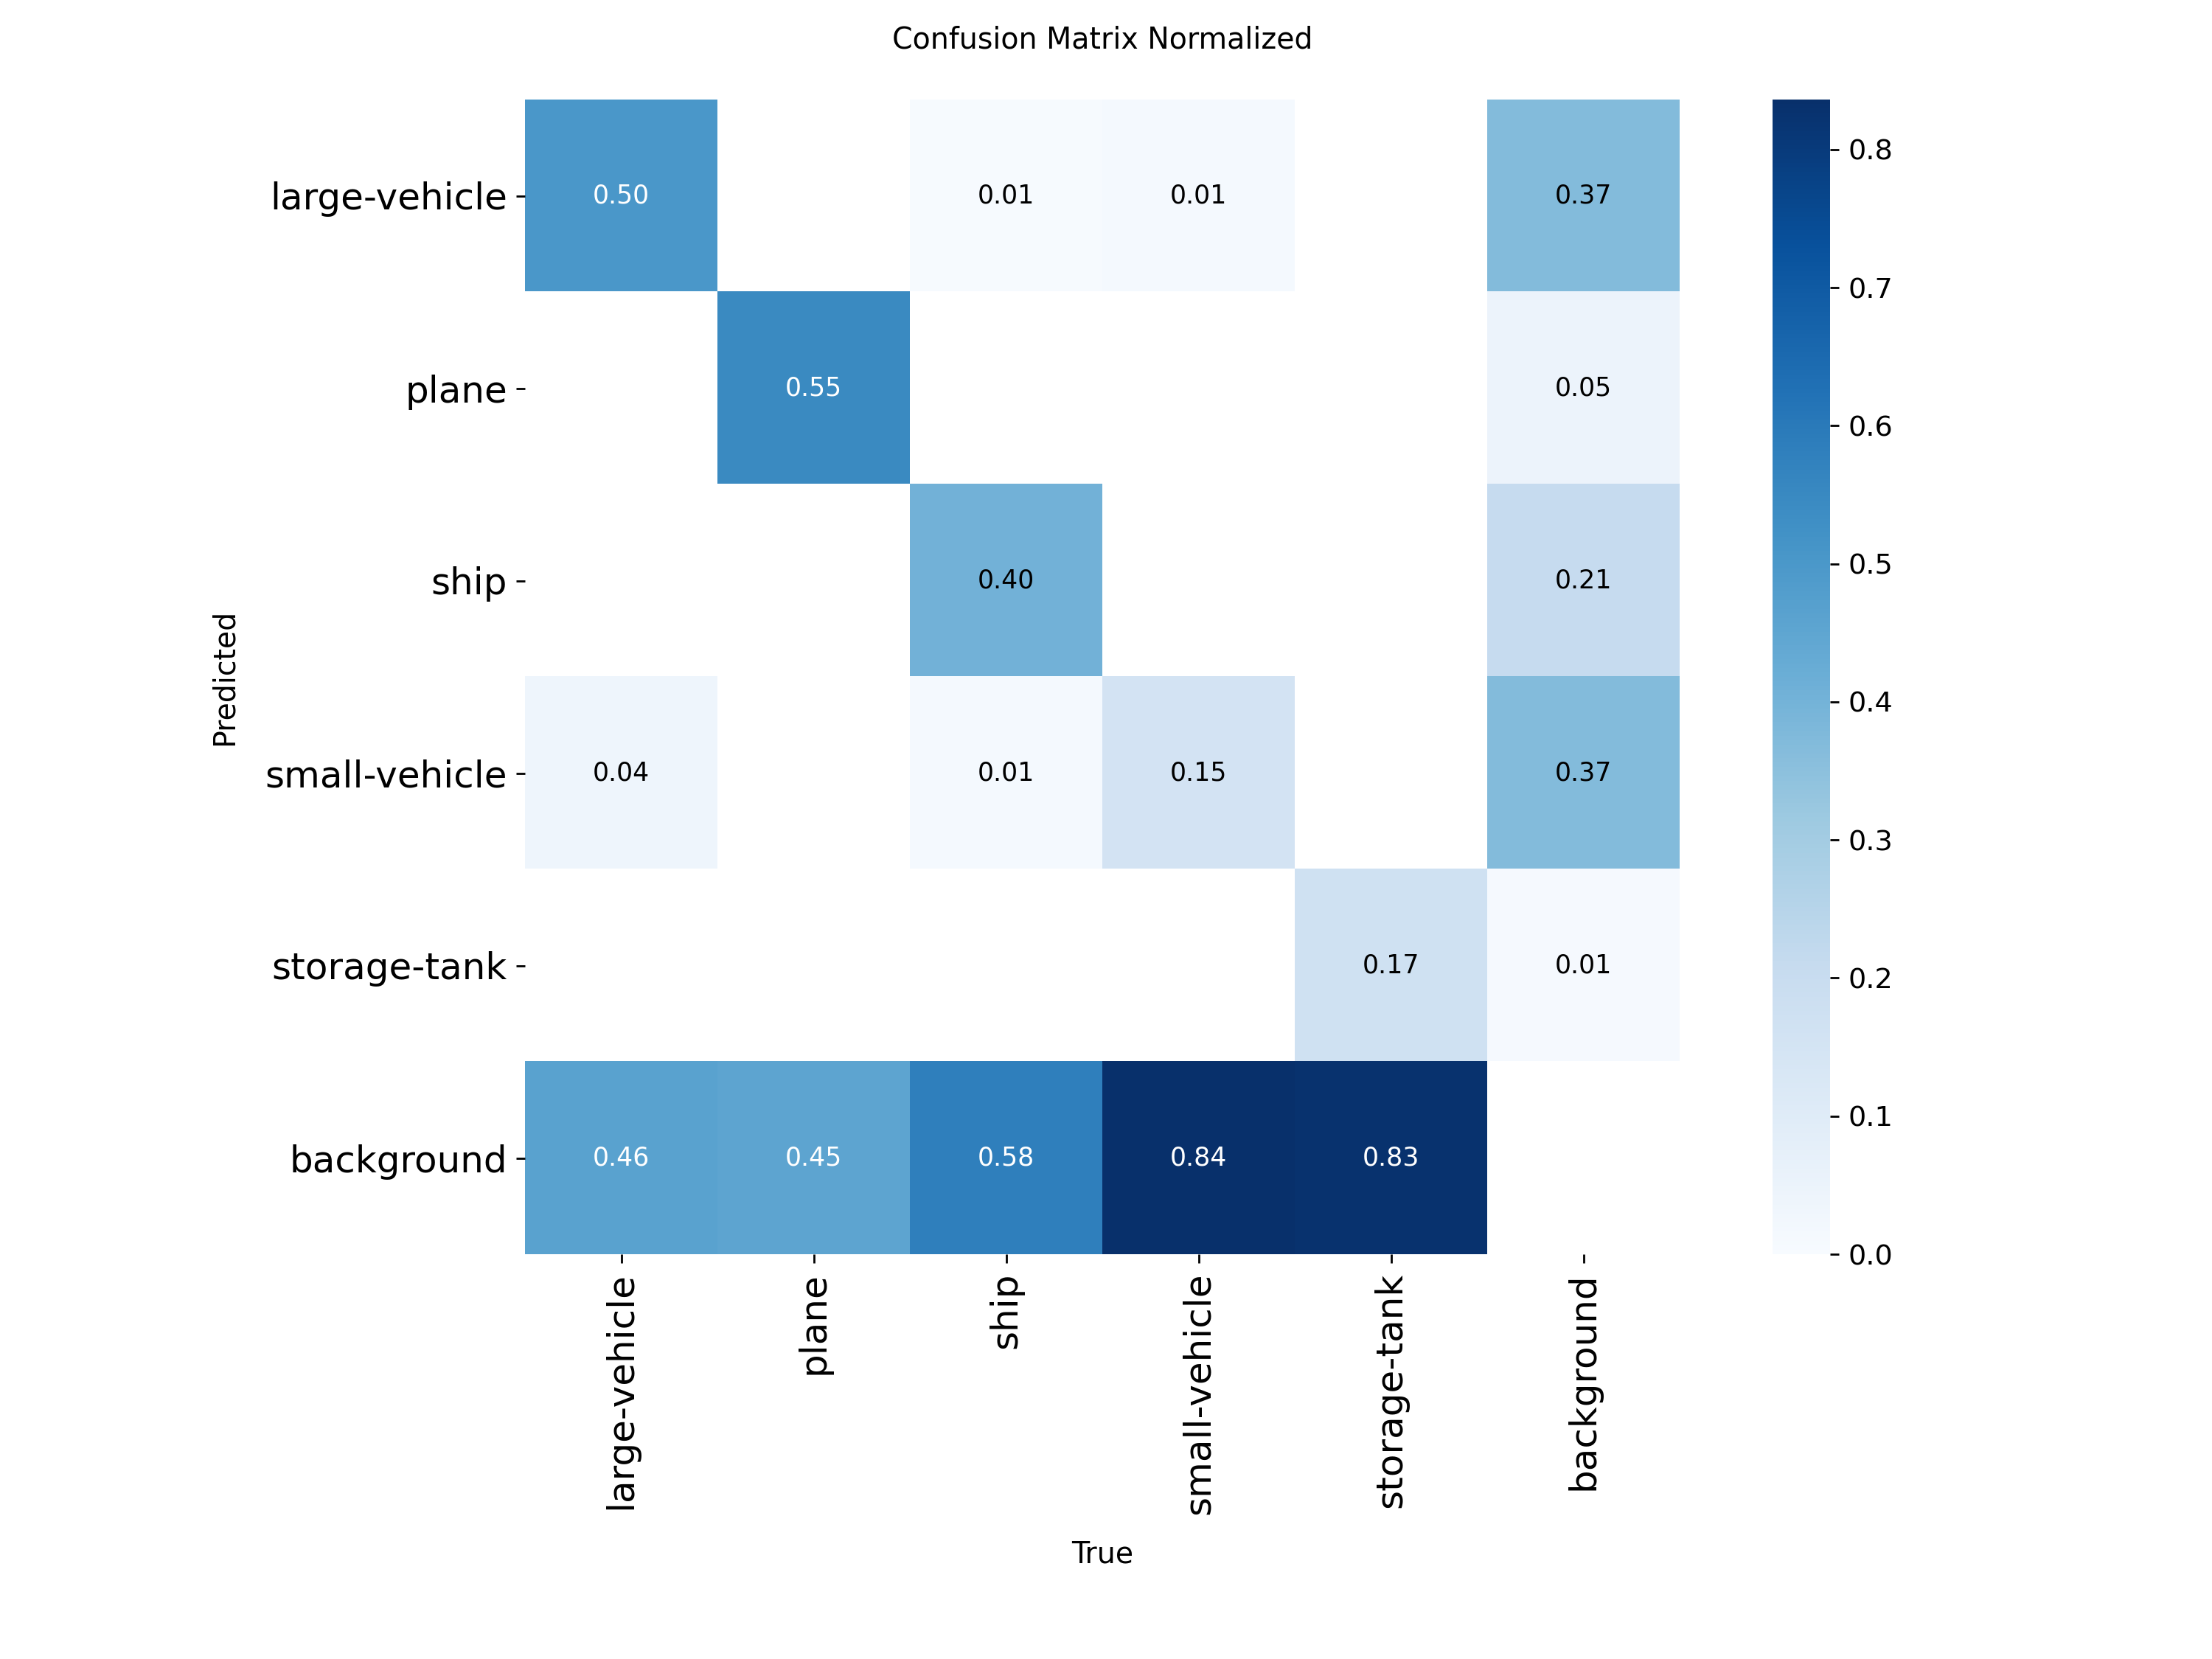 Confusion Matrix Normalized
large-vehicle 0.50 0.01 0.01 0.37
plane 0.55 0.05
ship 0.40 0.21
small-vehicle 0.04 0.01 0.15 0.37
storage-tank 0.17 0.01
background 0.46 0.45 0.58 0.84 0.83
Predicted
large-vehicle
plane
ship
small-vehicle
storage-tank
background
True
0.8
0.7
0.6
0.5
0.4
0.3
0.2
0.1
0.0